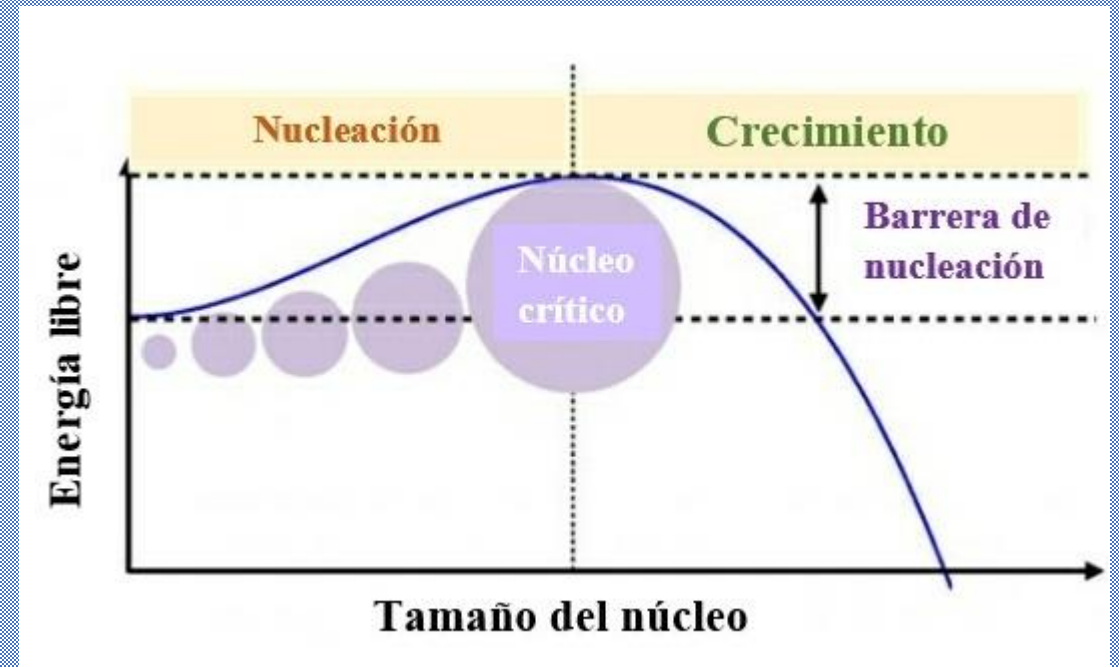 Nucleación
Crecimiento
Barrera de
nucleación
Núcleo
crítico
Energía libre
Tamaño del núcleo